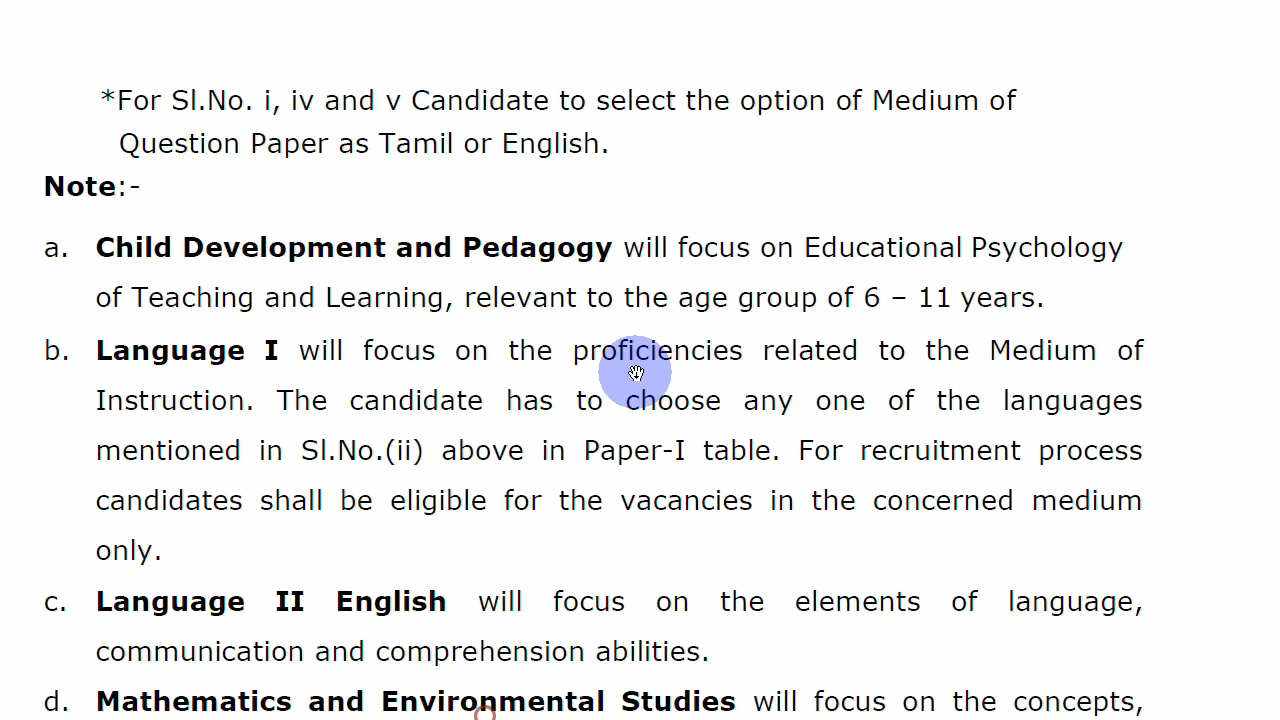 *For Sl.No. i, iv and v Candidate to select the option of Medium of
Question Paper as Tamil or English.
Note:-
a. Child Development and Pedagogy will focus on Educational Psychology
of Teaching and Learning, relevant to the age group of 6 – 11 years.
b. Language I will focus on the proficiencies related to the Medium of
Instruction. The candidate has to choose any one of the languages
mentioned in Sl.No.(ii) above in Paper-I table. For recruitment process
candidates shall be eligible for the vacancies in the concerned medium
only.
c. Language II English will focus on the elements of language,
communication and comprehension abilities.
d. Mathematics and Environmental Studies will focus on the concepts,